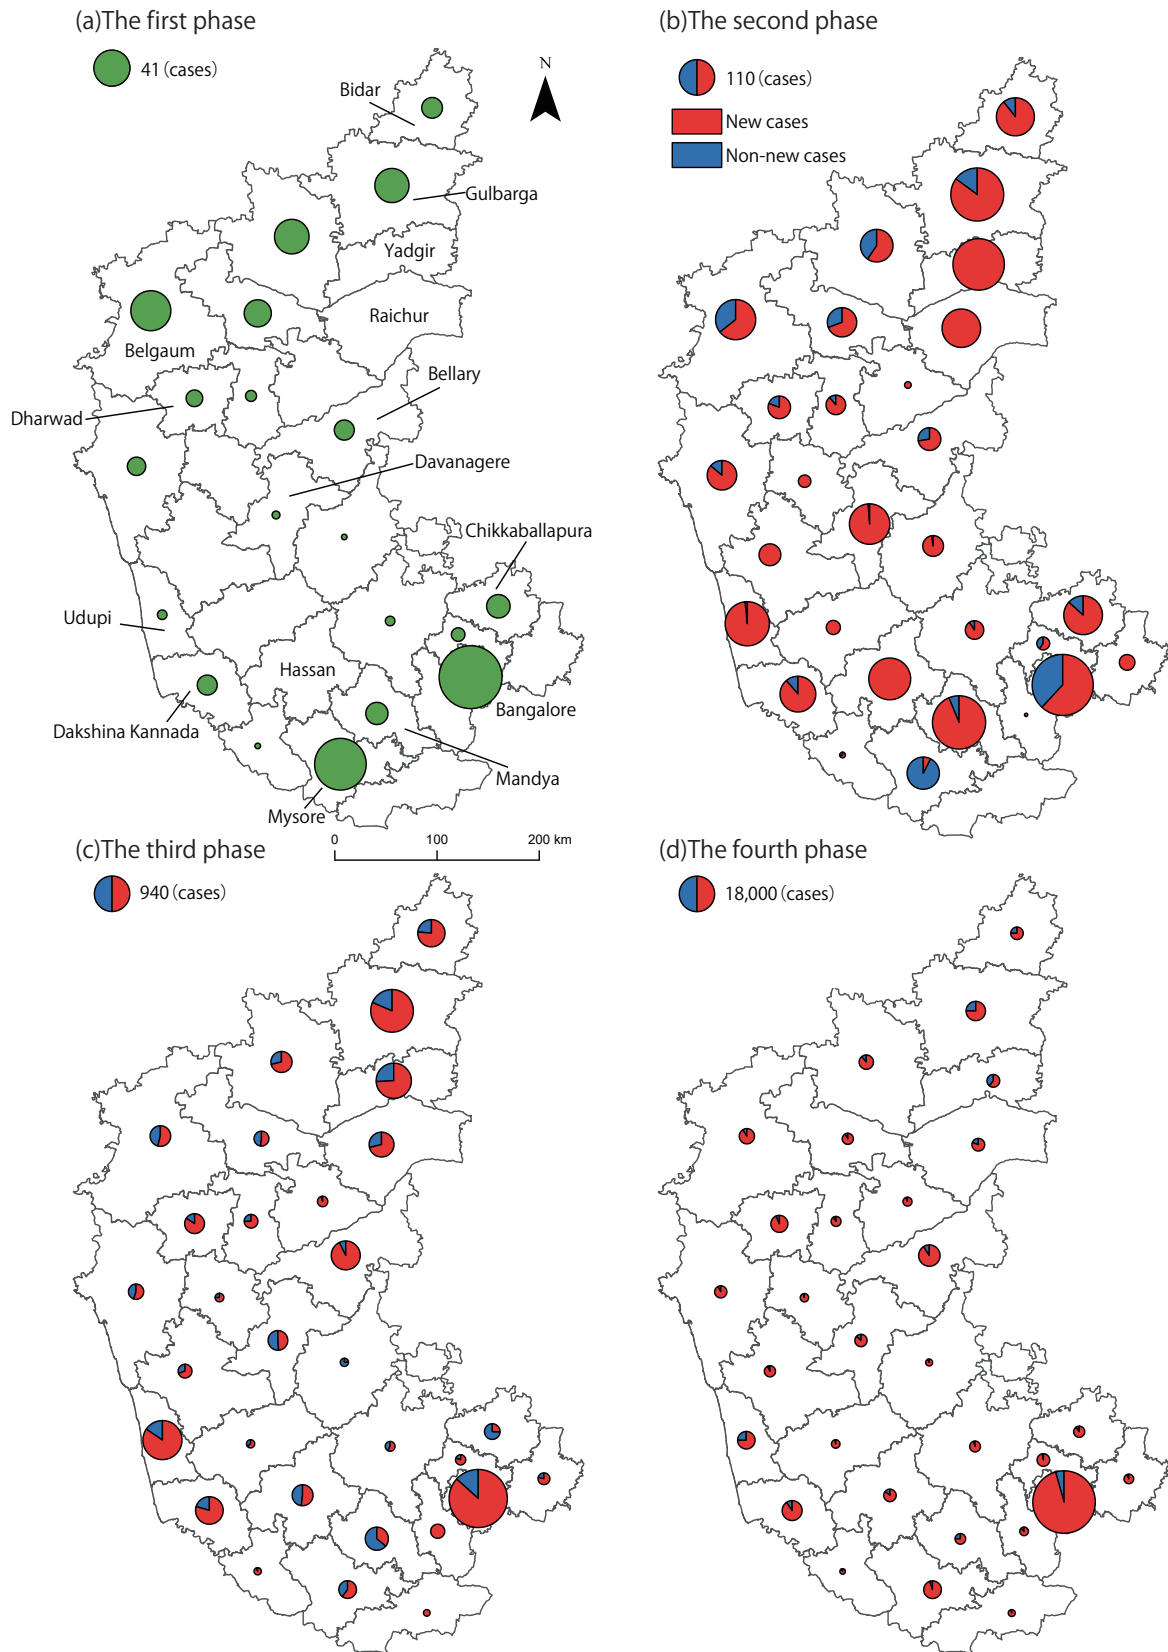 (a)The first phase
41 (cases)
N
Bidar
Gulbarga
Yadgir
Raichur
Belgaum
Bellary
Dharwad
Davanagere
Chikkaballapura
Udupi
Hassan
Bangalore
Dakshina Kannada
Mandya
Mysore
0 100 200 km
(b)The second phase
110 (cases)
New cases
Non-new cases
(c)The third phase
940 (cases)
(d)The fourth phase
18,000 (cases)